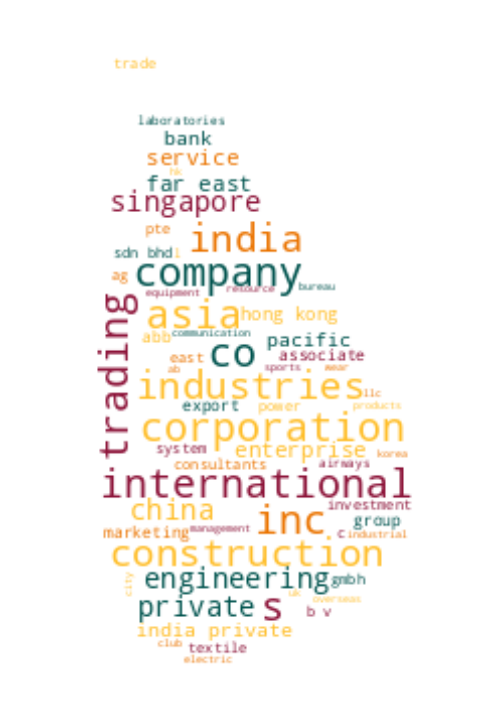 trade
laboratories
bank
service
hk
far east
singapore
pte
india
sdn bhd
i
ag
company
equipment
resource
bureau
trading
asia
hong kong
abb
communication
co
pacific
east
associate
ab
sports
wear
industries
llc
export
power
products
corporation
system
enterprise
korea
consultants
airways
international
china
investment
inc
group
marketing
management
. c
industrial
construction
engineering
gmbh
city
private
s
uk
overseas
b v
india private
club
textile
electric